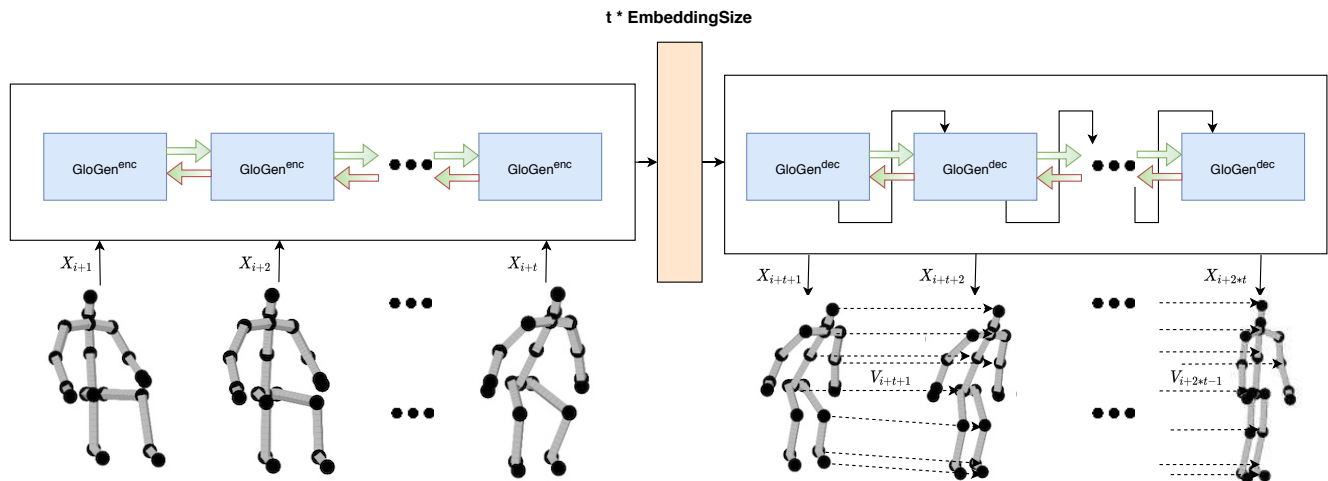 t * EmbeddingSize
GloGen^enc GloGen^enc GloGen^enc
GloGen^dec GloGen^dec GloGen^dec
X_{i+1} X_{i+2} X_{i+t}
X_{i+t+1} X_{i+t+2} X_{i+2*t}
V_{i+t+1} V_{i+2*t-1}